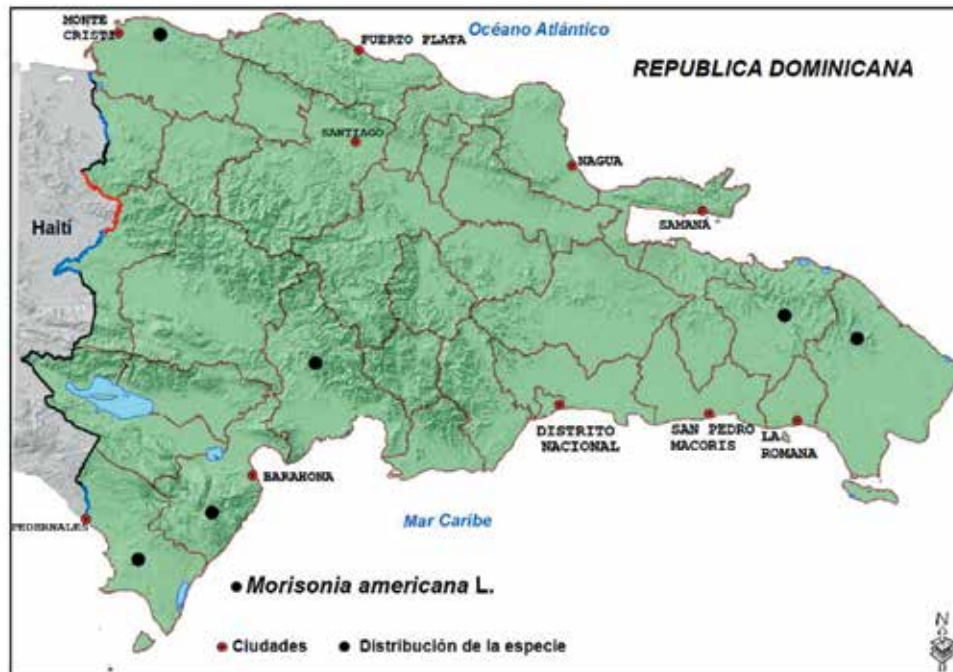 MONTE
CRISTI
PUERTO PLATA
Océano Atlántico
REPUBLICA DOMINICANA
SANTIAGO
NAGUA
SAMANÁ
Haití
DISTRITO
NACIONAL
SAN PEDRO
MACORIS
LA
ROMANA
BARAHONA
PEDERNALES
Mar Caribe
Morisonia americana L.
Ciudades
Distribución de la especie
N